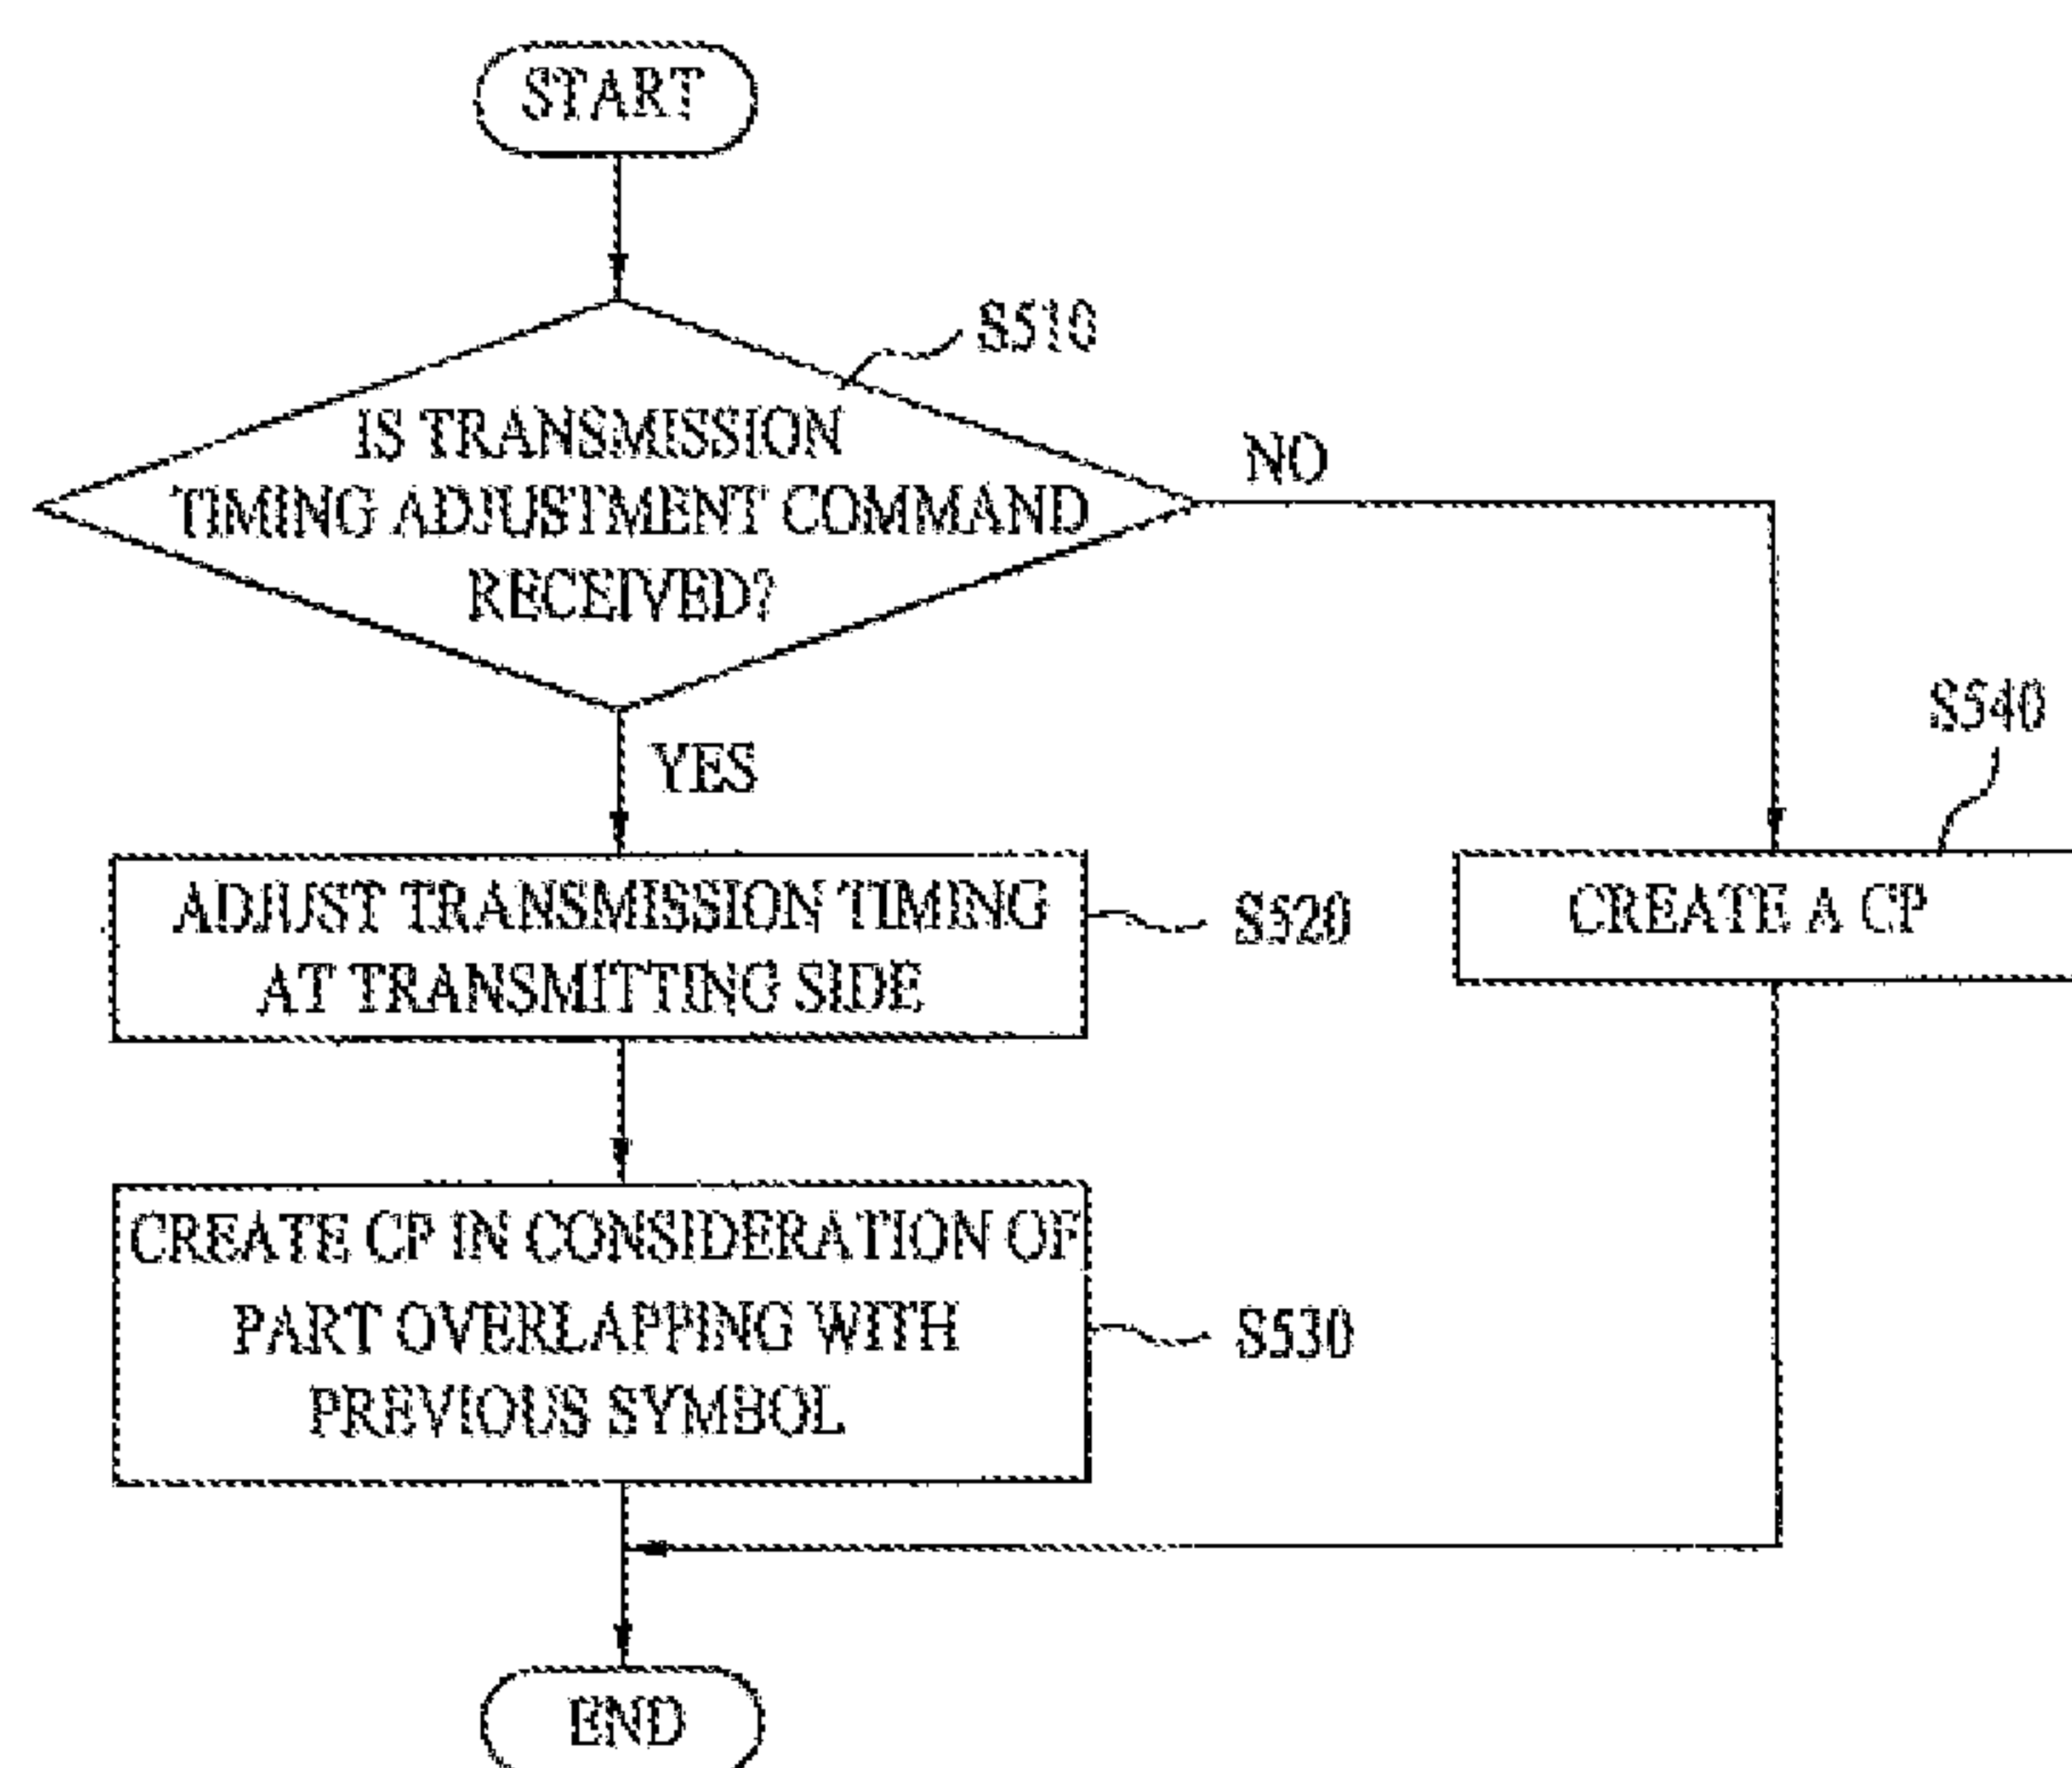 START
S510
IS TRANSMISSION
TIMING ADJUSTMENT COMMAND
RECEIVED?
NO
YES
S540
ADJUST TRANSMISSION TIMING
AT TRANSMITTING SIDE
S520
CREATE A CP
CREATE CP IN CONSIDERATION OF
PART OVERLAPPING WITH
PREVIOUS SYMBOL
S530
END